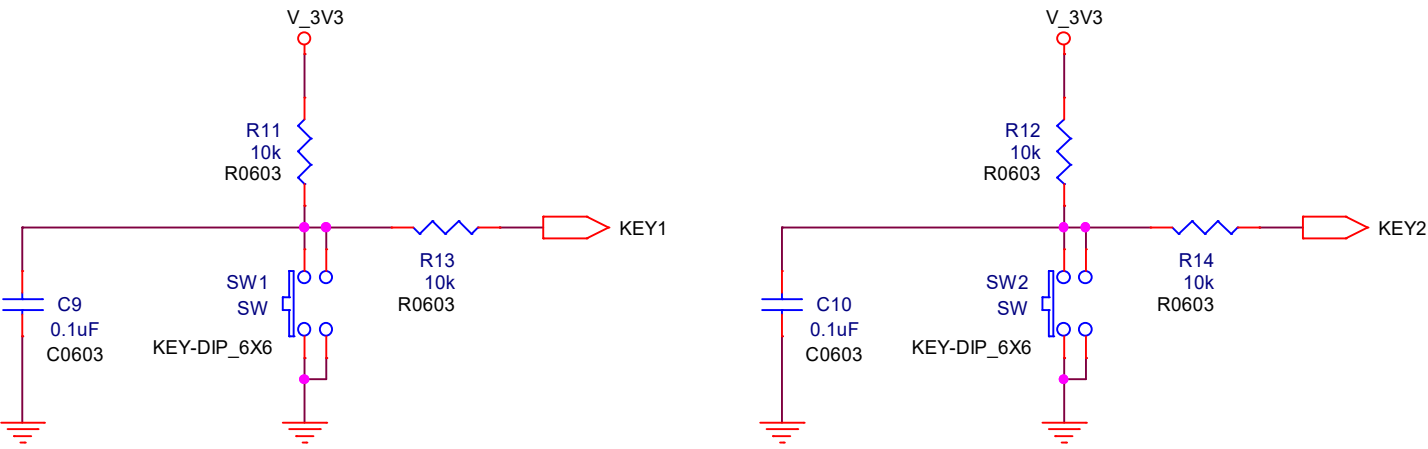 V_3V3
R11
10k
R0603
KEY1
R13
10k
R0603
SW1
SW
KEY-DIP_6X6
C9
0.1uF
C0603
V_3V3
R12
10k
R0603
KEY2
R14
10k
R0603
SW2
SW
KEY-DIP_6X6
C10
0.1uF
C0603